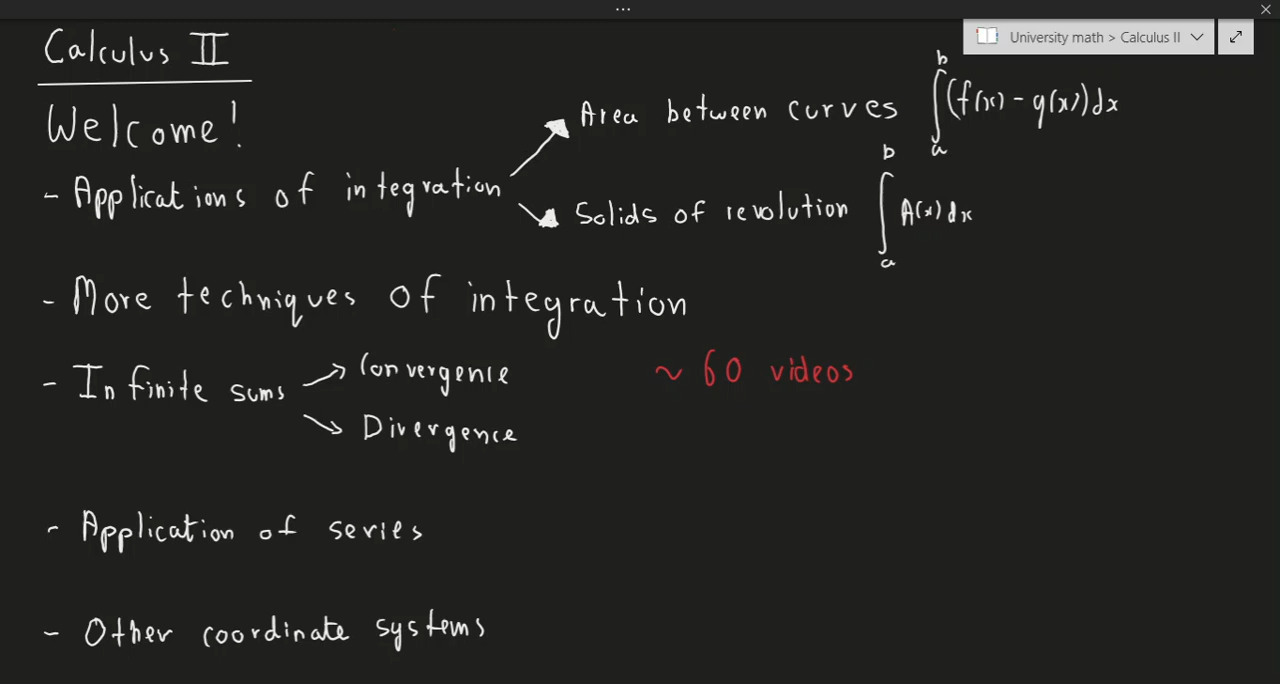 ...
University math > Calculus II
Calculus II
Welcome!
- Applications of integration
Area between curves ∫_a^b (f(x) - g(x)) dx
Solids of revolution ∫_a^b A(x) dx
- More techniques of integration
- Infinite sums
Convergence
Divergence
~ 60 videos
- Application of series
- Other coordinate systems